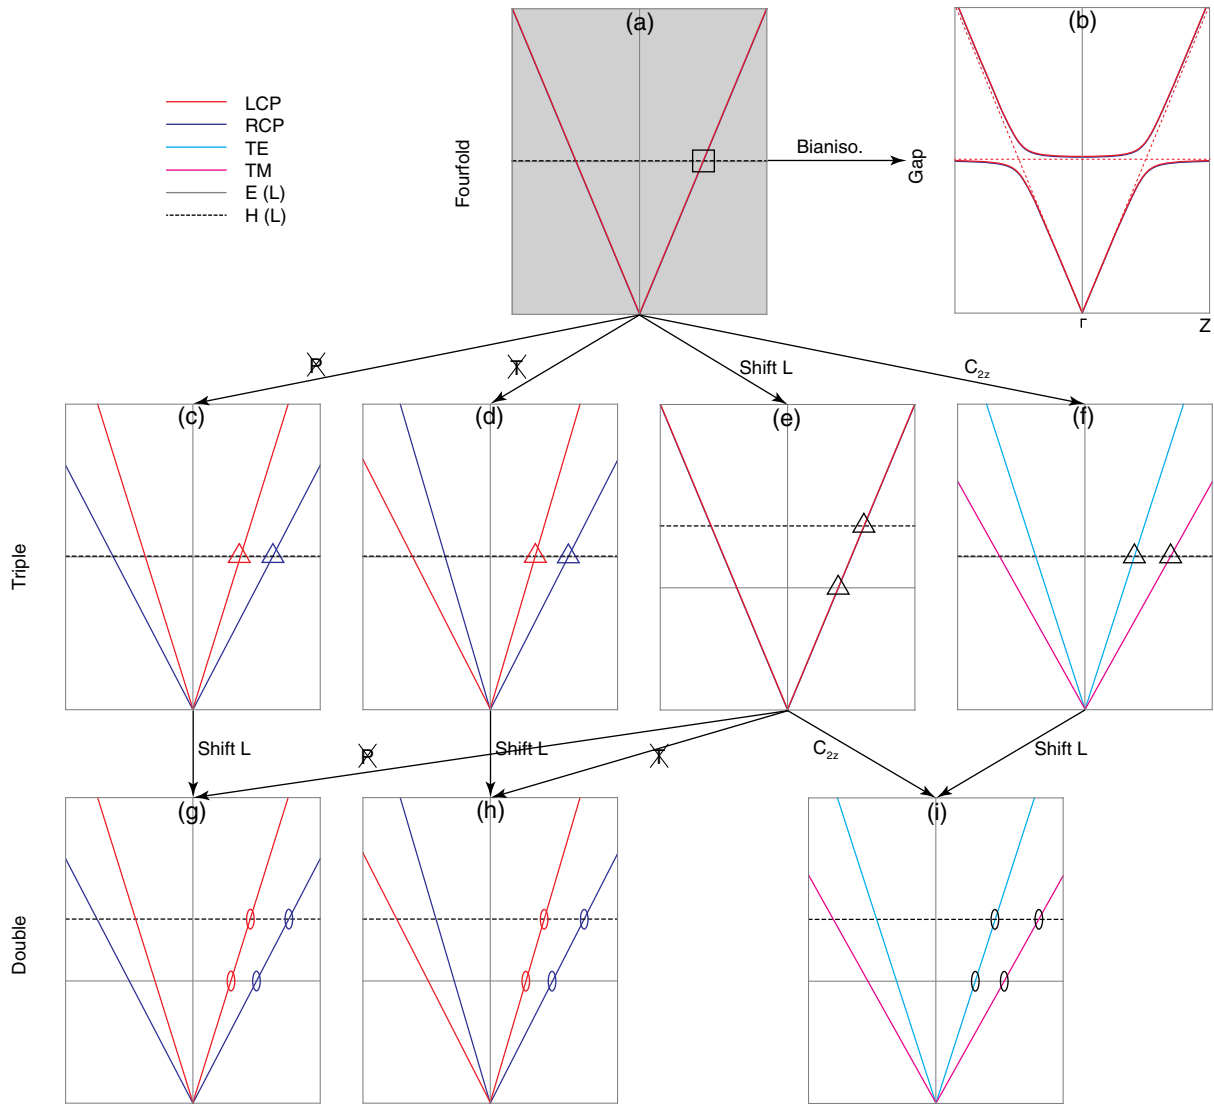 (a)
(b)
LCP
RCP
TE
TM
E (L)
H (L)
Fourfold
Bianiso.
Gap
Γ
Z
P
T
Shift L
C2z
(c)
(d)
(e)
(f)
Triple
Shift L
P
Shift L
T
C2z
Shift L
(g)
(h)
(i)
Double